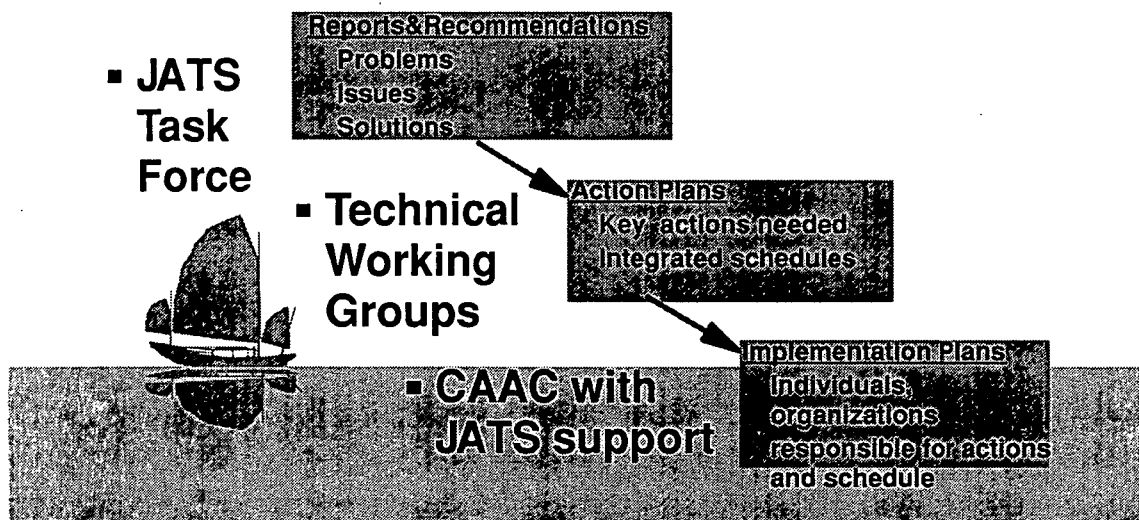 Reports&Recommendations
Problems
Issues
Solutions
▪ JATS
Task
Force
Action Plans
Key actions needed
Integrated schedules
▪ Technical
Working
Groups
Implementation Plans
Individuals,
organizations
responsible for actions
and schedule
▪ CAAC with
JATS support